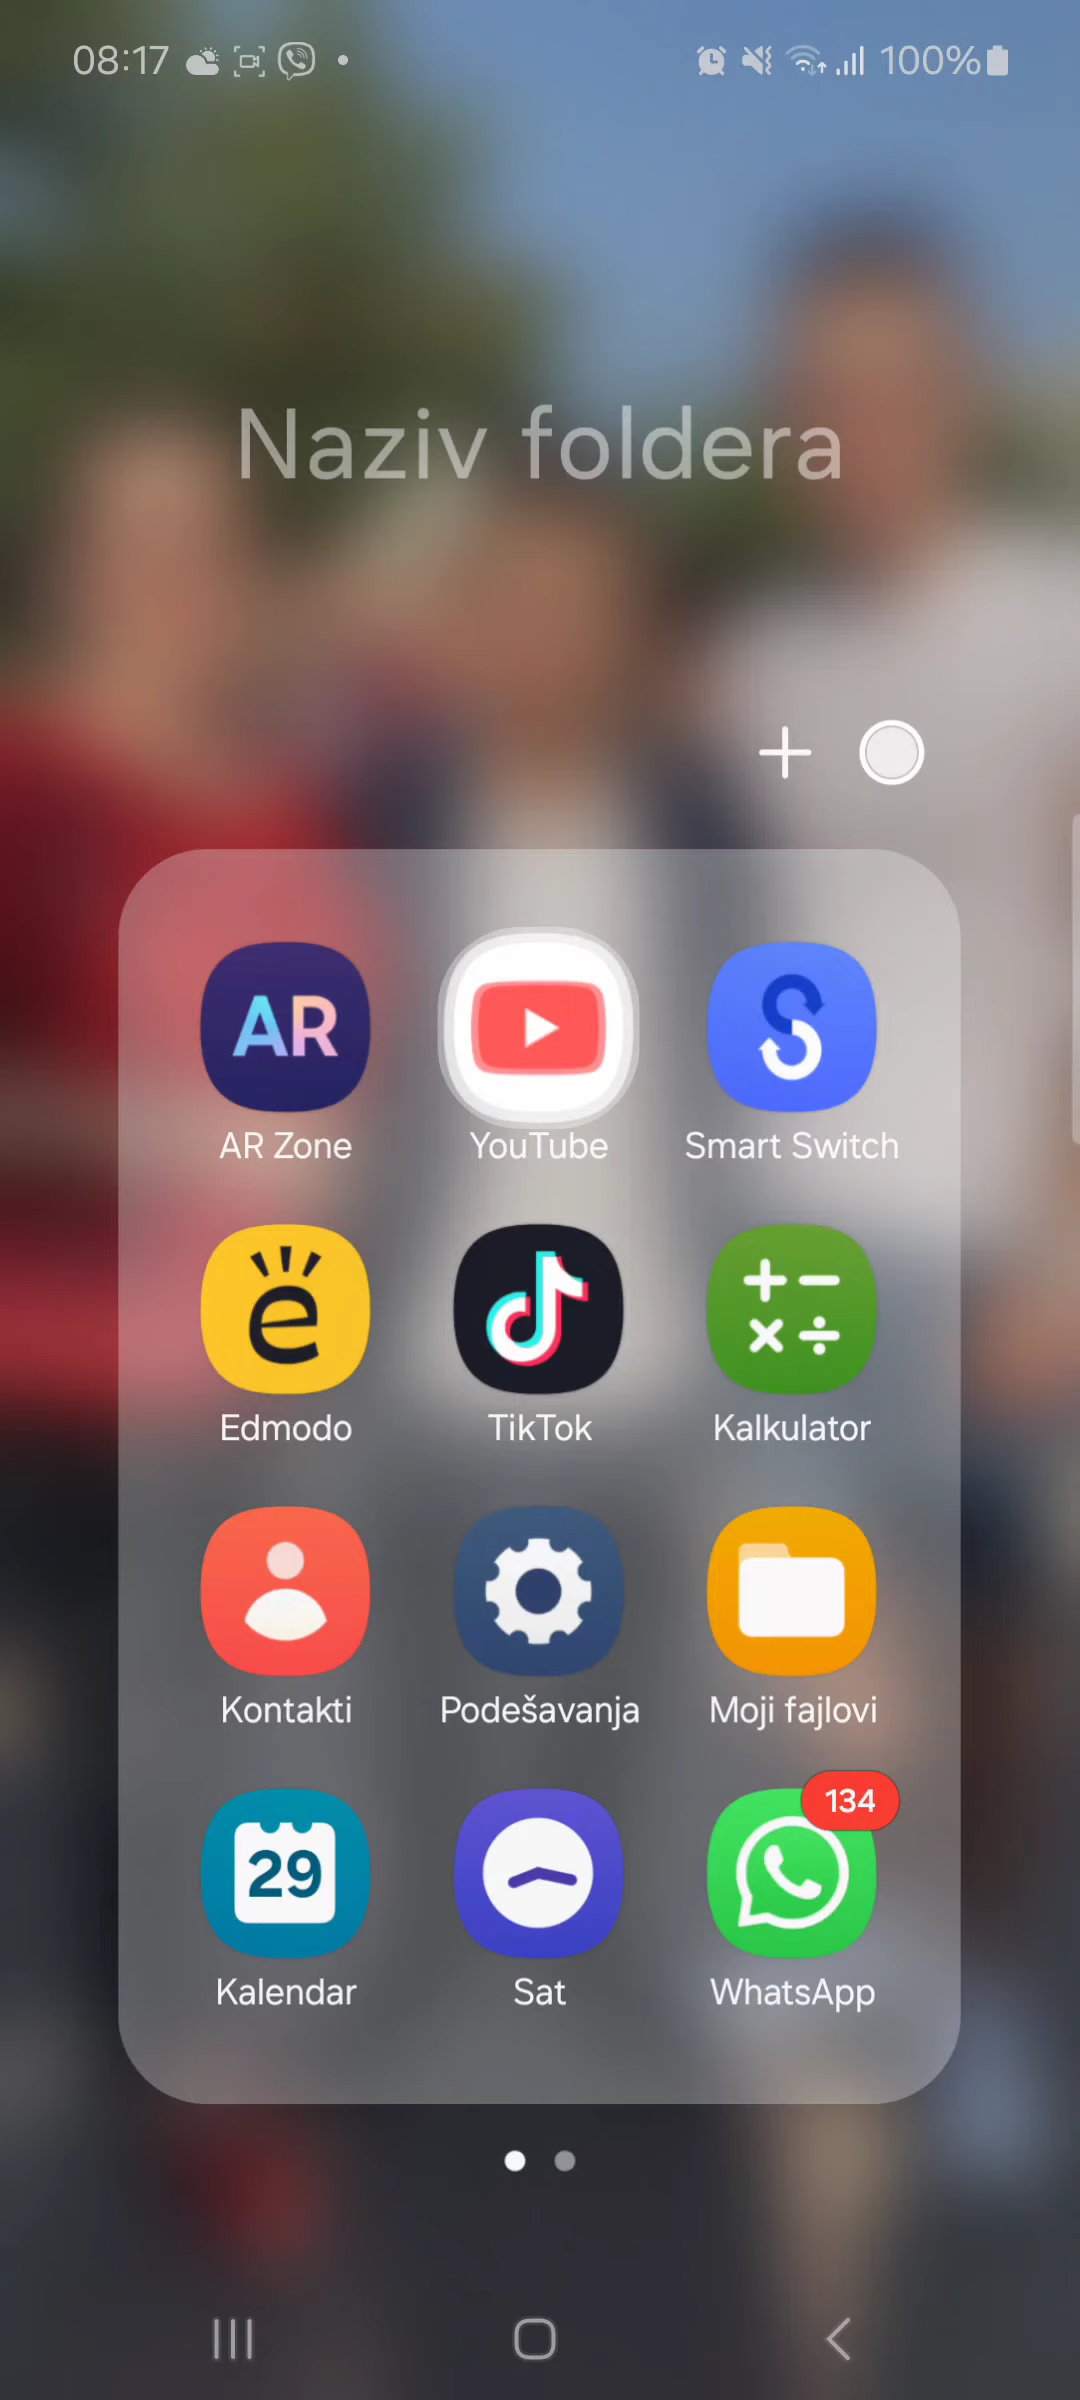 08:17 100%
Naziv foldera
AR
AR Zone YouTube Smart Switch
e
Edmodo TikTok Kalkulator
Kontakti Podešavanja Moji fajlovi
134
29
Kalendar Sat WhatsApp